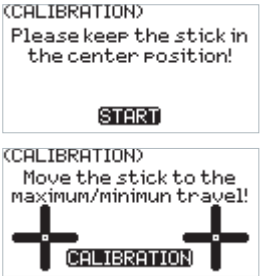 (CALIBRATION)
Please keep the stick in
the center position!
START
(CALIBRATION)
Move the stick to the
maximum/minimun travel!
CALIBRATION